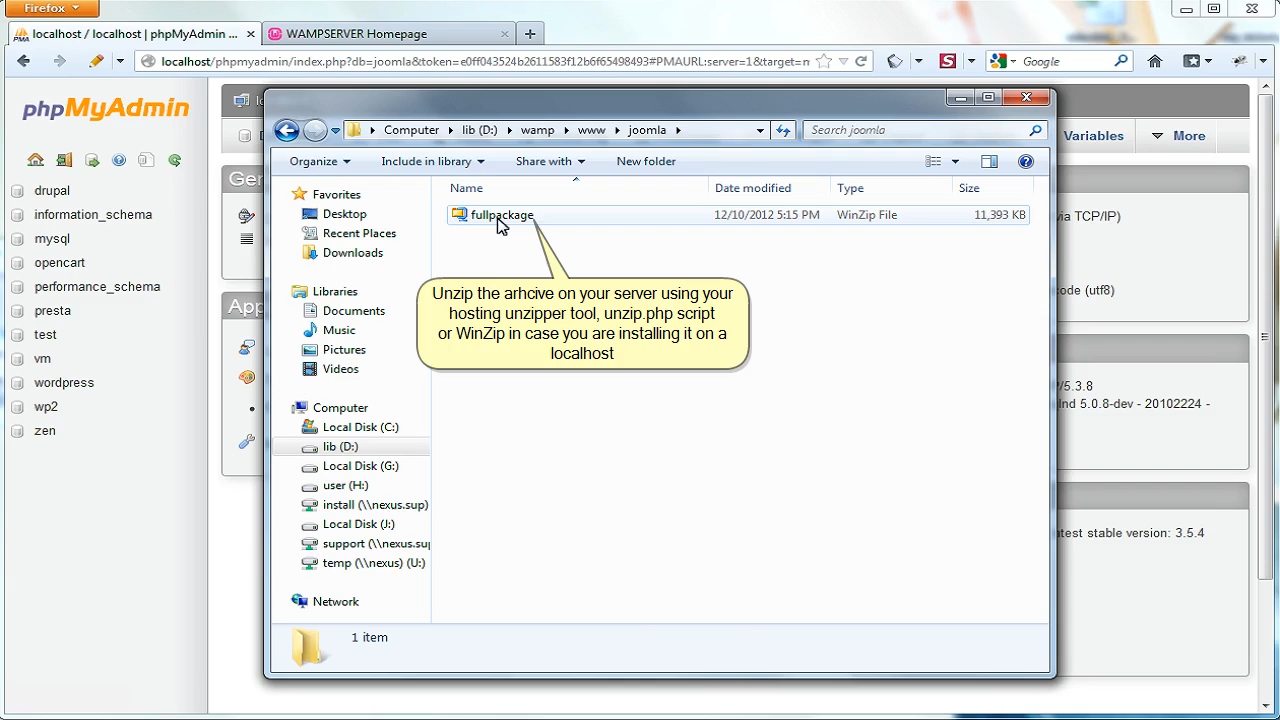 Firefox
localhost / localhost | phpMyAdmin ...
WAMPSERVER Homepage
localhost/phpmyadmin/index.php?db=joomla&token=e0ff043524b2611583f12b6f65498493#PMAURL:server=1&target=m
Google
phpMyAdmin
drupal
information_schema
mysql
opencart
performance_schema
presta
test
vm
wordpress
wp2
zen
lo
D
Variables
More
Gen
App
Computer
lib (D:)
wamp
www
joomla
Search joomla
Organize
Include in library
Share with
New folder
Name
Date modified
Type
Size
fullpackage
12/10/2012 5:15 PM
WinZip File
11,393 KB
Favorites
Desktop
Recent Places
Downloads
Libraries
Documents
Music
Pictures
Videos
Computer
Local Disk (C:)
lib (D:)
Local Disk (G:)
user (H:)
install (\\nexus.sup)
Local Disk (J:)
support (\\nexus.sup
temp (\\nexus) (U:)
Network
Unzip the arhcive on your server using your
hosting unzipper tool, unzip.php script
or WinZip in case you are installing it on a
localhost
1 item
via TCP/IP)
code (utf8)
/5.3.8
lnd 5.0.8-dev - 20102224 -
atest stable version: 3.5.4